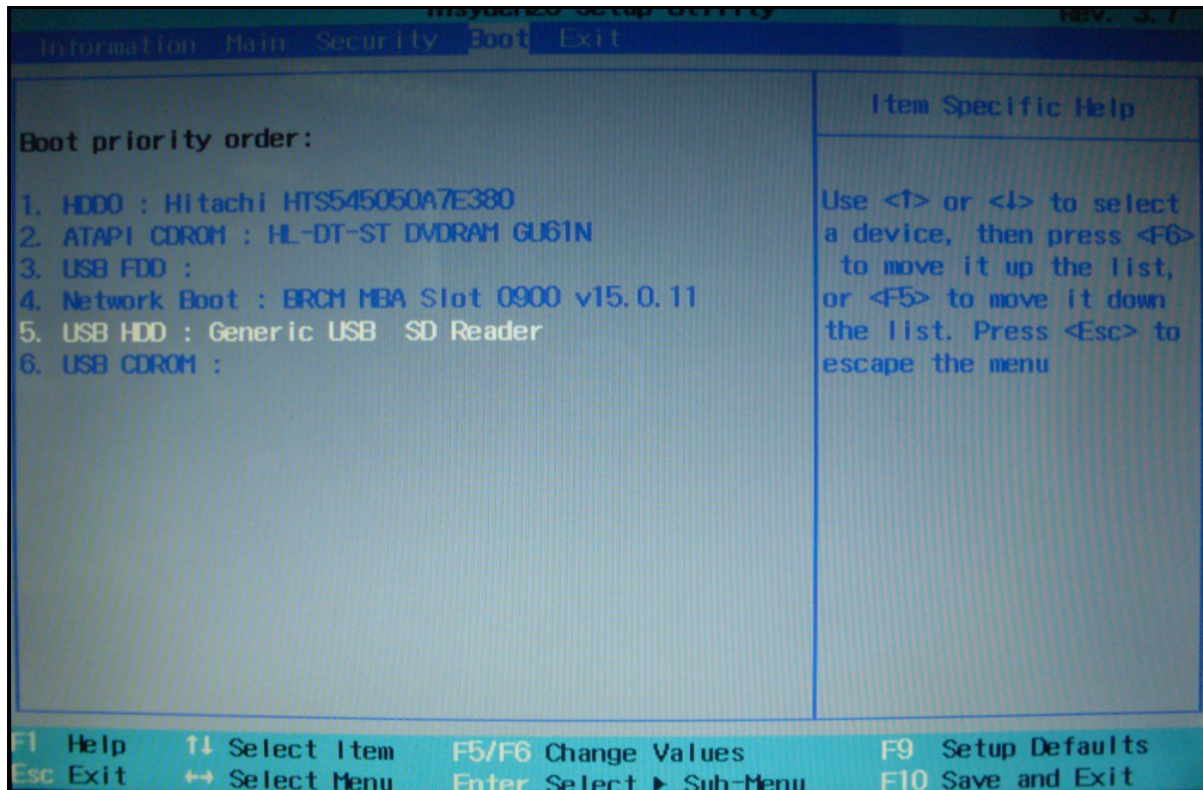 Setup Utility
Rev. 3.7
Information Main Security Boot Exit
Item Specific Help
Boot priority order:
1. HDD0 : Hitachi HTS545050A7E380
2. ATAPI CDROM : HL-DT-ST DVDRAM GU61N
3. USB FDD :
4. Network Boot : BRCM MBA Slot 0900 v15.0.11
5. USB HDD : Generic USB SD Reader
6. USB CDROM :
Use <↑> or <↓> to select
a device, then press <F6>
to move it up the list,
or <F5> to move it down
the list. Press <Esc> to
escape the menu
F1 Help ↑↓ Select Item F5/F6 Change Values F9 Setup Defaults
Esc Exit ↔ Select Menu Enter Select ▶ Sub-Menu F10 Save and Exit